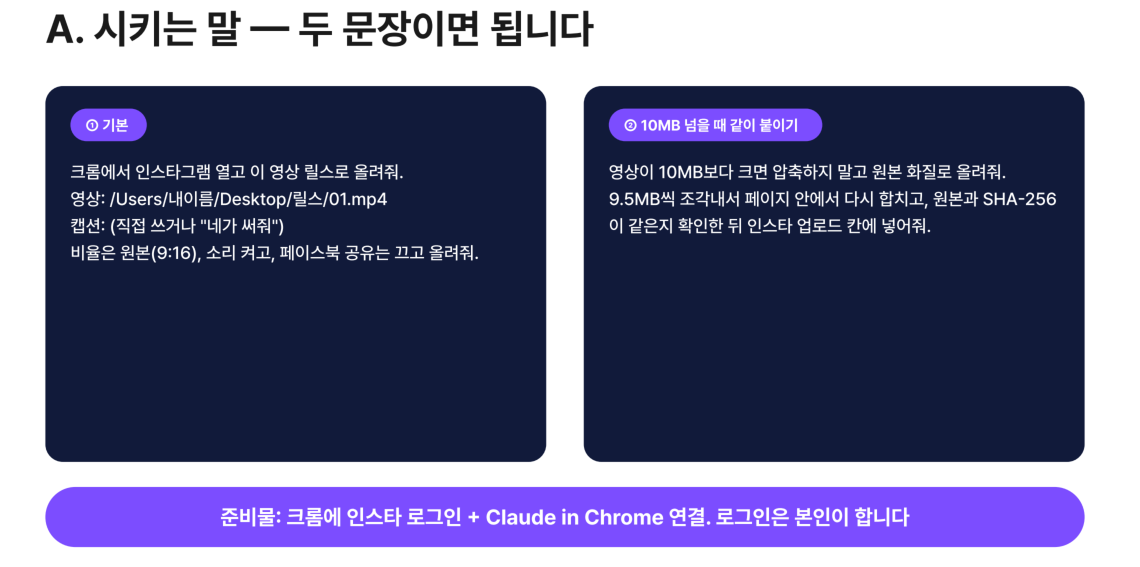 A. 시키는 말 — 두 문장이면 됩니다
① 기본
크롬에서 인스타그램 열고 이 영상 릴스로 올려줘.
영상: /Users/내이름/Desktop/릴스/01.mp4
캡션: (직접 쓰거나 "네가 써줘")
비율은 원본(9:16), 소리 켜고, 페이스북 공유는 끄고 올려줘.
② 10MB 넘을 때 같이 붙이기
영상이 10MB보다 크면 압축하지 말고 원본 화질로 올려줘.
9.5MB씩 조각내서 페이지 안에서 다시 합치고, 원본과 SHA-256
이 같은지 확인한 뒤 인스타 업로드 칸에 넣어줘.
준비물: 크롬에 인스타 로그인 + Claude in Chrome 연결. 로그인은 본인이 합니다